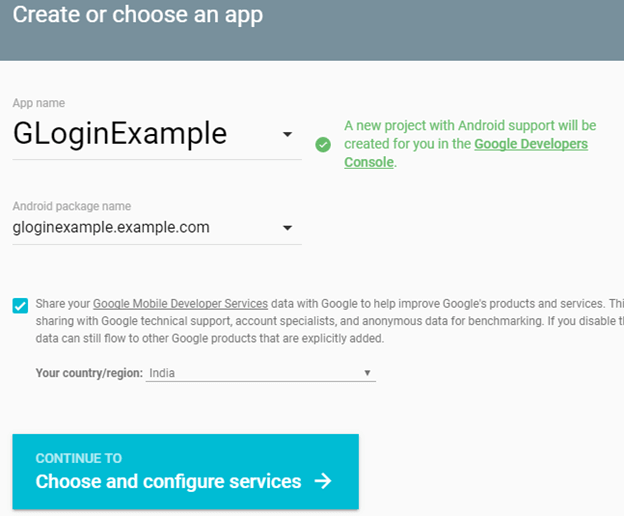 Create or choose an app
App name
GLoginExample
A new project with Android support will be
created for you in the Google Developers
Console.
Android package name
gloginexample.example.com
Share your Google Mobile Developer Services data with Google to help improve Google's products and services. Thi
sharing with Google technical support, account specialists, and anonymous data for benchmarking. If you disable th
data can still flow to other Google products that are explicitly added.
Your country/region: India
CONTINUE TO
Choose and configure services